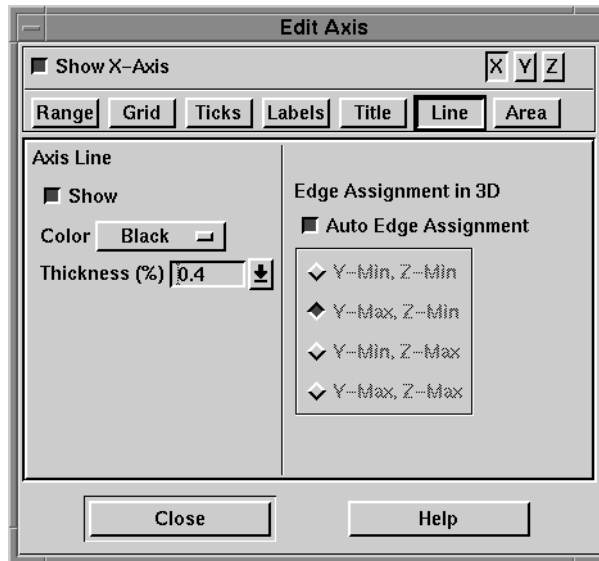 Edit Axis
Show X-Axis X Y Z
Range Grid Ticks Labels Title Line Area
Axis Line
Show
Color Black
Thickness (%) 0.4
Edge Assignment in 3D
Auto Edge Assignment
Y-Min, Z-Min
Y-Max, Z-Min
Y-Min, Z-Max
Y-Max, Z-Max
Close Help